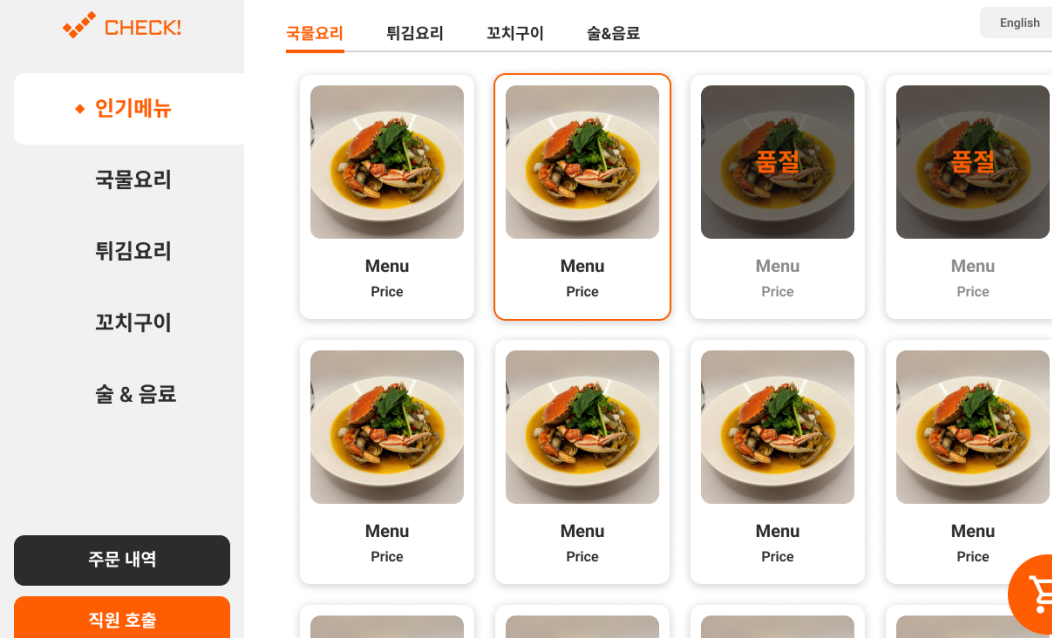 CHECK!
인기메뉴
국물요리
튀김요리
꼬치구이
술 & 음료
주문 내역
직원 호출
국물요리 튀김요리 꼬치구이 술&음료
English
Menu
Price
Menu
Price
품절
Menu
Price
품절
Menu
Price
Menu
Price
Menu
Price
Menu
Price
Menu
Price